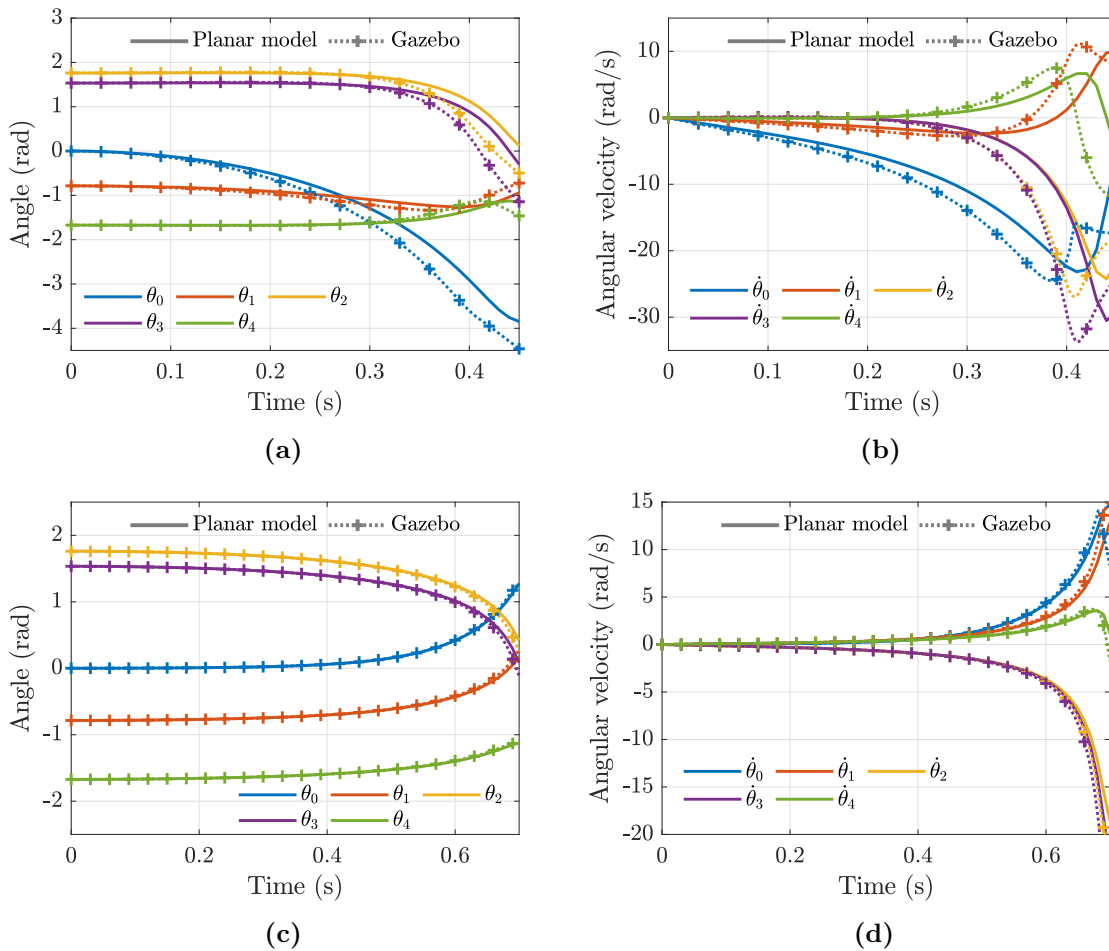 Planar model Gazebo
Angle (rad)
3
2
1
0
-1
-2
-3
-4
θ0 θ1 θ2
θ3 θ4
0 0.1 0.2 0.3 0.4
Time (s)
(a)
Planar model Gazebo
Angular velocity (rad/s)
10
0
-10
-20
-30
θ̇0 θ̇1 θ̇2
θ̇3 θ̇4
0 0.1 0.2 0.3 0.4
Time (s)
(b)
Planar model Gazebo
Angle (rad)
2
1
0
-1
-2
θ0 θ1 θ2
θ3 θ4
0 0.2 0.4 0.6
Time (s)
(c)
Planar model Gazebo
Angular velocity (rad/s)
15
10
5
0
-5
-10
-15
-20
θ̇0 θ̇1 θ̇2
θ̇3 θ̇4
0 0.2 0.4 0.6
Time (s)
(d)